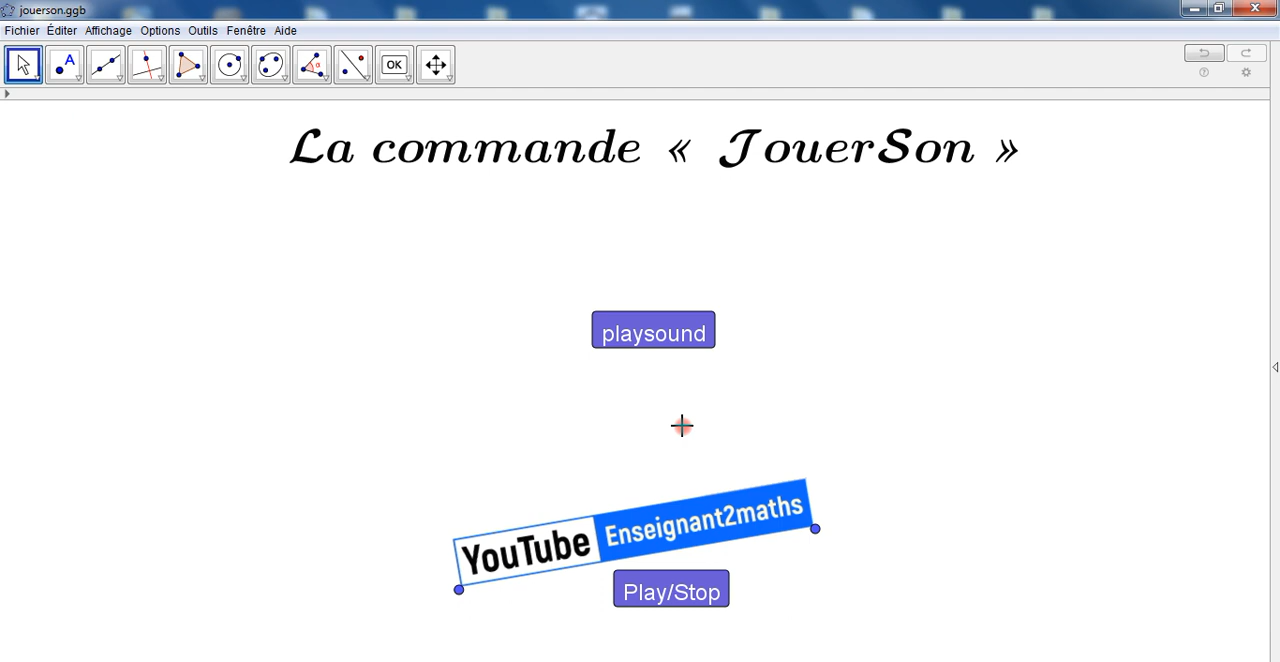 jouerson.ggb
Fichier Éditer Affichage Options Outils Fenêtre Aide
A α OK
La commande « JouerSon »
playsound
YouTube Enseignant2maths
Play/Stop